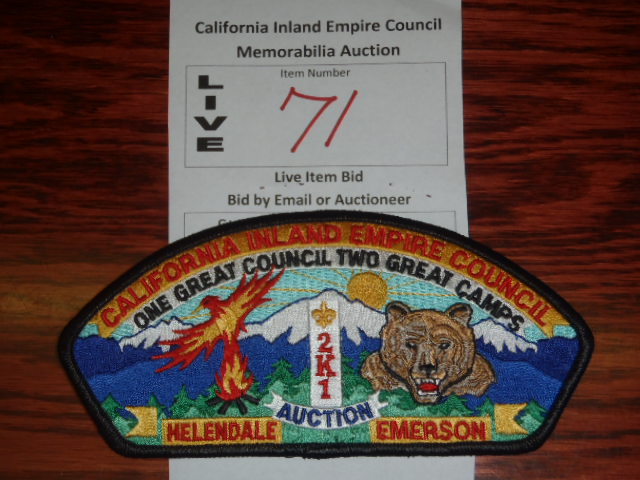 California Inland Empire Council
Memorabilia Auction
LIVE
Item Number
71
Live Item Bid
Bid by Email or Auctioneer
CALIFORNIA INLAND EMPIRE COUNCIL
ONE GREAT COUNCIL TWO GREAT CAMPS
2K1
AUCTION
HELENDALE
EMERSON